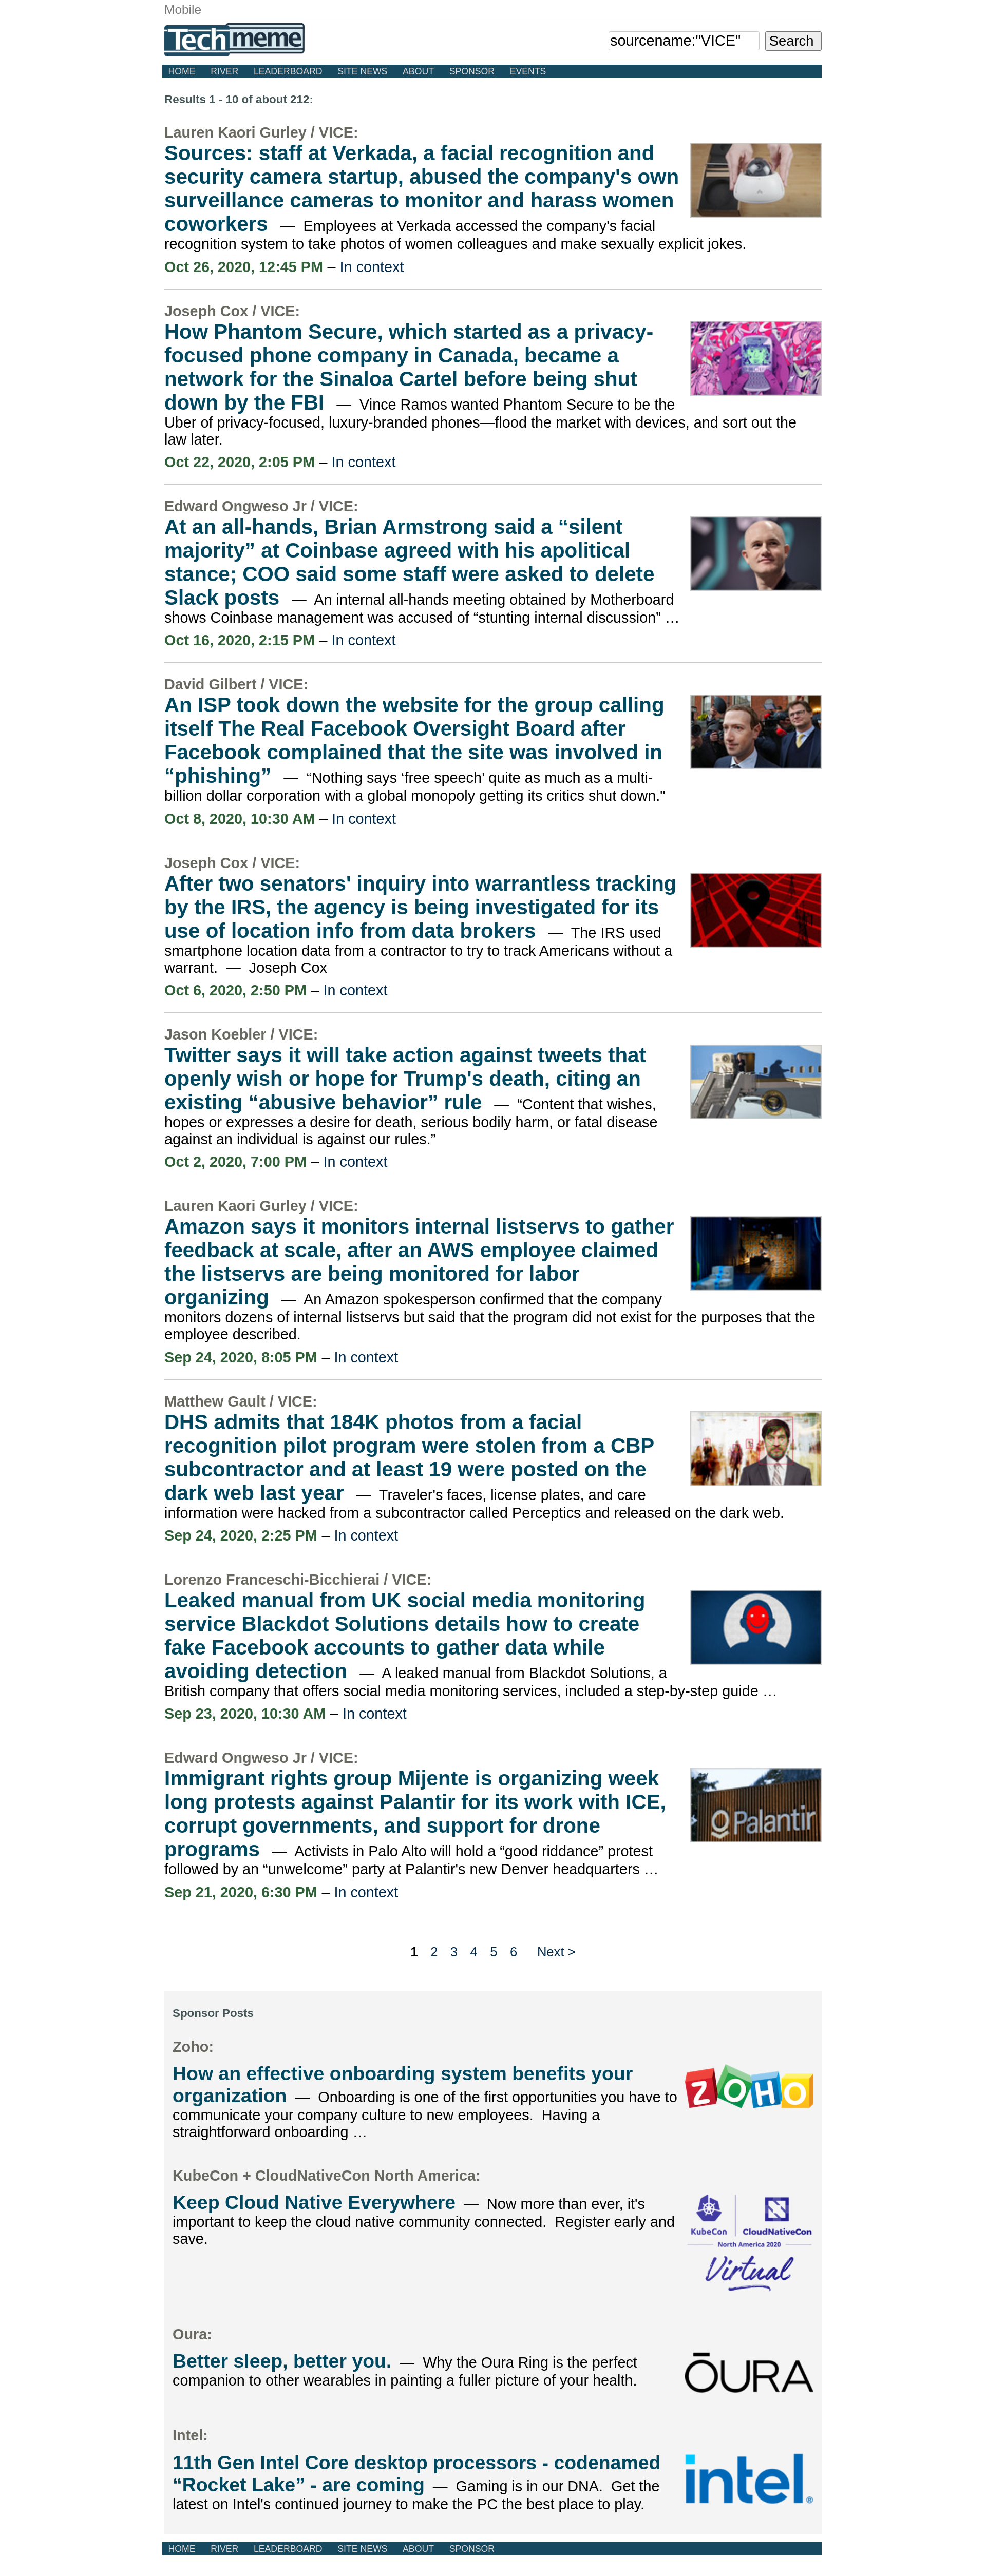 Mobile
Techmeme
sourcename:"VICE"
Search
HOME RIVER LEADERBOARD SITE NEWS ABOUT SPONSOR EVENTS
Results 1 - 10 of about 212:
Lauren Kaori Gurley / VICE:
Sources: staff at Verkada, a facial recognition and
security camera startup, abused the company's own
surveillance cameras to monitor and harass women
coworkers — Employees at Verkada accessed the company's facial
recognition system to take photos of women colleagues and make sexually explicit jokes.
Oct 26, 2020, 12:45 PM – In context
Joseph Cox / VICE:
How Phantom Secure, which started as a privacy-
focused phone company in Canada, became a
network for the Sinaloa Cartel before being shut
down by the FBI — Vince Ramos wanted Phantom Secure to be the
Uber of privacy-focused, luxury-branded phones—flood the market with devices, and sort out the
law later.
Oct 22, 2020, 2:05 PM – In context
Edward Ongweso Jr / VICE:
At an all-hands, Brian Armstrong said a “silent
majority” at Coinbase agreed with his apolitical
stance; COO said some staff were asked to delete
Slack posts — An internal all-hands meeting obtained by Motherboard
shows Coinbase management was accused of “stunting internal discussion” …
Oct 16, 2020, 2:15 PM – In context
David Gilbert / VICE:
An ISP took down the website for the group calling
itself The Real Facebook Oversight Board after
Facebook complained that the site was involved in
“phishing” — “Nothing says ‘free speech’ quite as much as a multi-
billion dollar corporation with a global monopoly getting its critics shut down."
Oct 8, 2020, 10:30 AM – In context
Joseph Cox / VICE:
After two senators' inquiry into warrantless tracking
by the IRS, the agency is being investigated for its
use of location info from data brokers — The IRS used
smartphone location data from a contractor to try to track Americans without a
warrant. — Joseph Cox
Oct 6, 2020, 2:50 PM – In context
Jason Koebler / VICE:
Twitter says it will take action against tweets that
openly wish or hope for Trump's death, citing an
existing “abusive behavior” rule — “Content that wishes,
hopes or expresses a desire for death, serious bodily harm, or fatal disease
against an individual is against our rules.”
Oct 2, 2020, 7:00 PM – In context
Lauren Kaori Gurley / VICE:
Amazon says it monitors internal listservs to gather
feedback at scale, after an AWS employee claimed
the listservs are being monitored for labor
organizing — An Amazon spokesperson confirmed that the company
monitors dozens of internal listservs but said that the program did not exist for the purposes that the
employee described.
Sep 24, 2020, 8:05 PM – In context
Matthew Gault / VICE:
DHS admits that 184K photos from a facial
recognition pilot program were stolen from a CBP
subcontractor and at least 19 were posted on the
dark web last year — Traveler's faces, license plates, and care
information were hacked from a subcontractor called Perceptics and released on the dark web.
Sep 24, 2020, 2:25 PM – In context
Lorenzo Franceschi-Bicchierai / VICE:
Leaked manual from UK social media monitoring
service Blackdot Solutions details how to create
fake Facebook accounts to gather data while
avoiding detection — A leaked manual from Blackdot Solutions, a
British company that offers social media monitoring services, included a step-by-step guide …
Sep 23, 2020, 10:30 AM – In context
Edward Ongweso Jr / VICE:
Immigrant rights group Mijente is organizing week
long protests against Palantir for its work with ICE,
corrupt governments, and support for drone
programs — Activists in Palo Alto will hold a “good riddance” protest
followed by an “unwelcome” party at Palantir's new Denver headquarters …
Palantir
Sep 21, 2020, 6:30 PM – In context
1 2 3 4 5 6 Next >
Sponsor Posts
Zoho:
How an effective onboarding system benefits your
organization — Onboarding is one of the first opportunities you have to
communicate your company culture to new employees. Having a
straightforward onboarding …
ZOHO
KubeCon + CloudNativeCon North America:
Keep Cloud Native Everywhere — Now more than ever, it's
important to keep the cloud native community connected. Register early and
save.
KubeCon CloudNativeCon
North America 2020
Virtual
Oura:
Better sleep, better you. — Why the Oura Ring is the perfect
companion to other wearables in painting a fuller picture of your health.
ŌURA
Intel:
11th Gen Intel Core desktop processors - codenamed
“Rocket Lake” - are coming — Gaming is in our DNA. Get the
latest on Intel's continued journey to make the PC the best place to play.
intel®
HOME RIVER LEADERBOARD SITE NEWS ABOUT SPONSOR